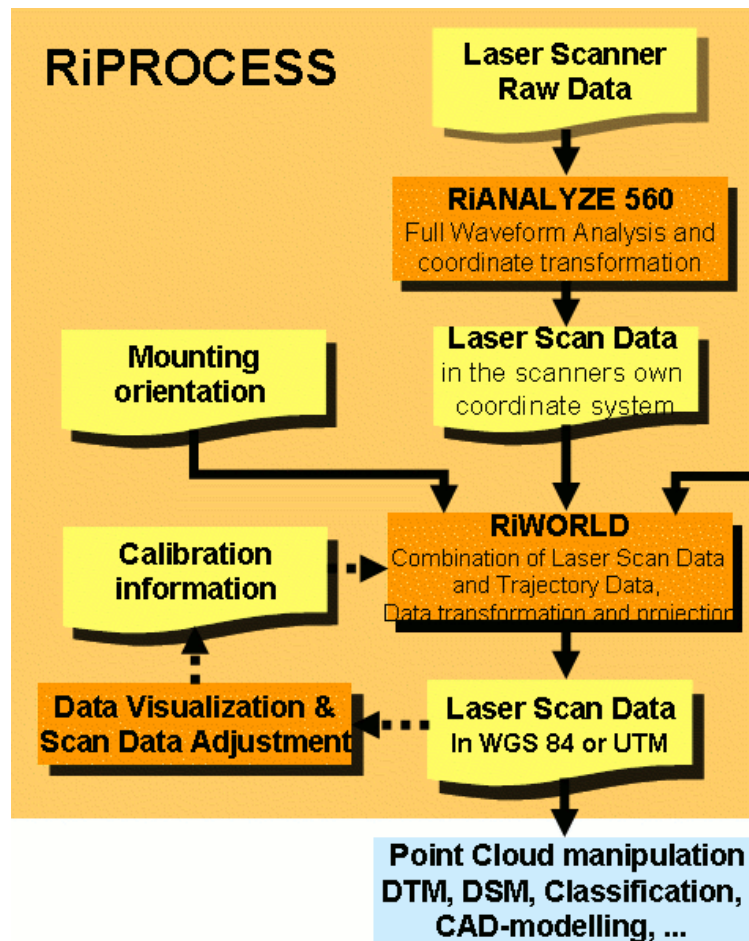 RiPROCESS
Laser Scanner
Raw Data
RiANALYZE 560
Full Waveform Analysis and
coordinate transformation
Mounting
orientation
Laser Scan Data
in the scanners own
coordinate system
RiWORLD
Combination of Laser Scan Data
and Trajectory Data,
Data transformation and projection
Calibration
information
Data Visualization &
Scan Data Adjustment
Laser Scan Data
In WGS 84 or UTM
Point Cloud manipulation
DTM, DSM, Classification,
CAD-modelling, ...